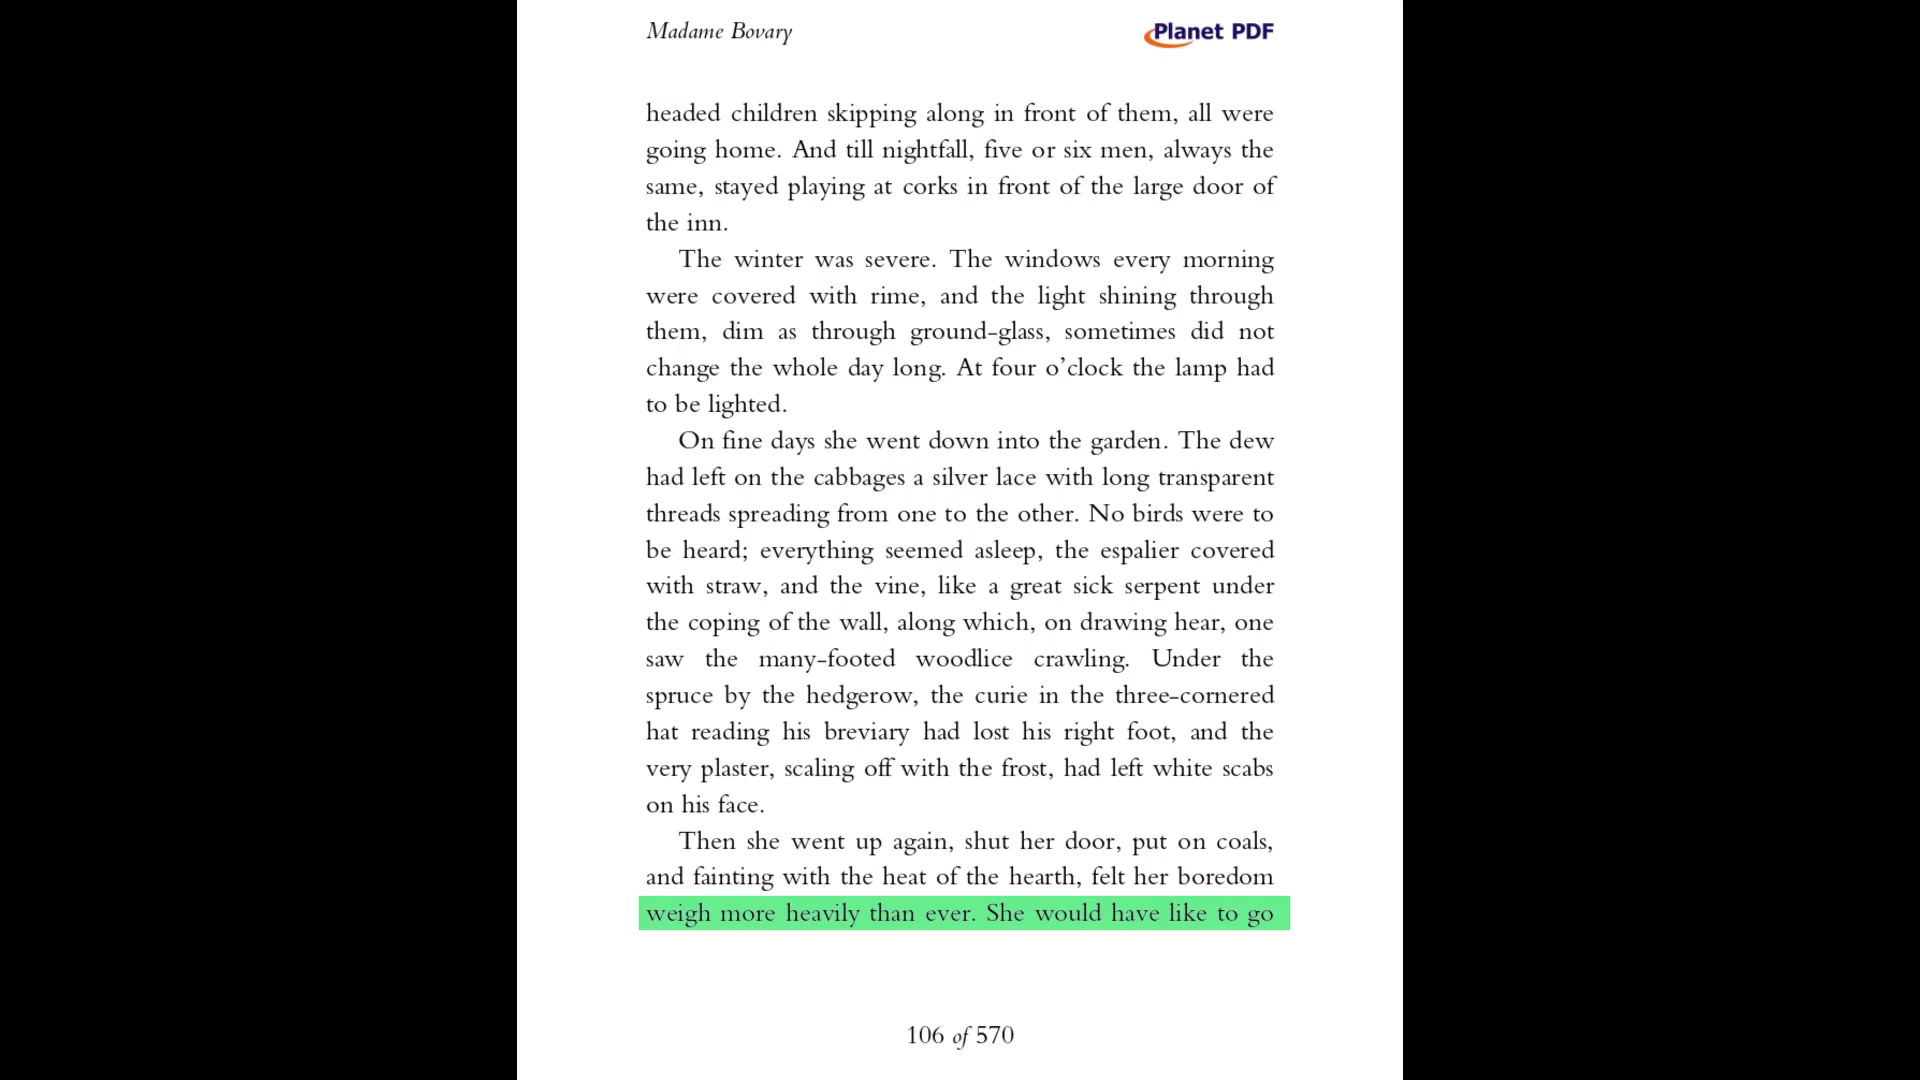 Madame Bovary
Planet PDF
headed children skipping along in front of them, all were
going home. And till nightfall, five or six men, always the
same, stayed playing at corks in front of the large door of
the inn.
The winter was severe. The windows every morning
were covered with rime, and the light shining through
them, dim as through ground-glass, sometimes did not
change the whole day long. At four o’clock the lamp had
to be lighted.
On fine days she went down into the garden. The dew
had left on the cabbages a silver lace with long transparent
threads spreading from one to the other. No birds were to
be heard; everything seemed asleep, the espalier covered
with straw, and the vine, like a great sick serpent under
the coping of the wall, along which, on drawing hear, one
saw the many-footed woodlice crawling. Under the
spruce by the hedgerow, the curie in the three-cornered
hat reading his breviary had lost his right foot, and the
very plaster, scaling off with the frost, had left white scabs
on his face.
Then she went up again, shut her door, put on coals,
and fainting with the heat of the hearth, felt her boredom
weigh more heavily than ever. She would have like to go
106 of 570